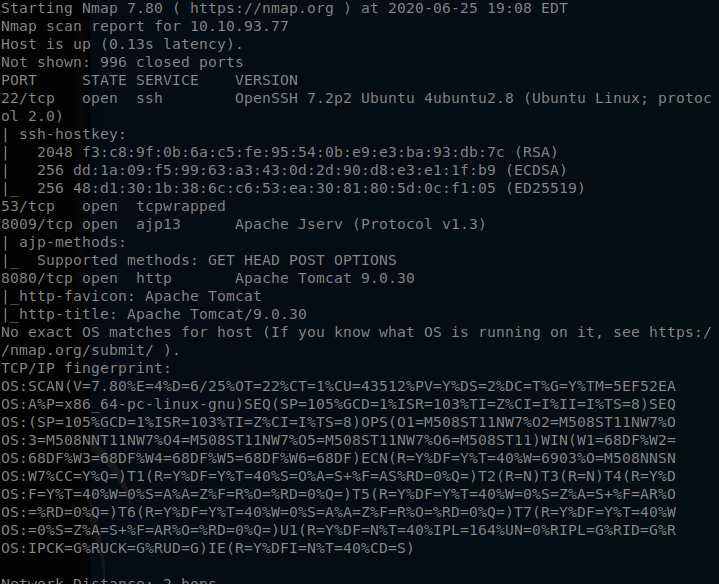 Starting Nmap 7.80 ( https://nmap.org ) at 2020-06-25 19:08 EDT
Nmap scan report for 10.10.93.77
Host is up (0.13s latency).
Not shown: 996 closed ports
PORT     STATE SERVICE    VERSION
22/tcp   open  ssh        OpenSSH 7.2p2 Ubuntu 4ubuntu2.8 (Ubuntu Linux; protoc
ol 2.0)
| ssh-hostkey:
|   2048 f3:c8:9f:0b:6a:c5:fe:95:54:0b:e9:e3:ba:93:db:7c (RSA)
|   256 dd:1a:09:f5:99:63:a3:43:0d:2d:90:d8:e3:e1:1f:b9 (ECDSA)
|_  256 48:d1:30:1b:38:6c:c6:53:ea:30:81:80:5d:0c:f1:05 (ED25519)
53/tcp   open  tcpwrapped
8009/tcp open  ajp13      Apache Jserv (Protocol v1.3)
| ajp-methods:
|_  Supported methods: GET HEAD POST OPTIONS
8080/tcp open  http       Apache Tomcat 9.0.30
|_http-favicon: Apache Tomcat
|_http-title: Apache Tomcat/9.0.30
No exact OS matches for host (If you know what OS is running on it, see https:/
/nmap.org/submit/ ).
TCP/IP fingerprint:
OS:SCAN(V=7.80%E=4%D=6/25%OT=22%CT=1%CU=43512%PV=Y%DS=2%DC=T%G=Y%TM=5EF52EA
OS:A%P=x86_64-pc-linux-gnu)SEQ(SP=105%GCD=1%ISR=103%TI=Z%CI=I%II=I%TS=8)SEQ
OS:(SP=105%GCD=1%ISR=103%TI=Z%CI=I%TS=8)OPS(O1=M508ST11NW7%O2=M508ST11NW7%O
OS:3=M508NNT11NW7%O4=M508ST11NW7%O5=M508ST11NW7%O6=M508ST11)WIN(W1=68DF%W2=
OS:68DF%W3=68DF%W4=68DF%W5=68DF%W6=68DF)ECN(R=Y%DF=Y%T=40%W=6903%O=M508NNSN
OS:W7%CC=Y%Q=)T1(R=Y%DF=Y%T=40%S=O%A=S+%F=AS%RD=0%Q=)T2(R=N)T3(R=N)T4(R=Y%D
OS:F=Y%T=40%W=0%S=A%A=Z%F=R%O=%RD=0%Q=)T5(R=Y%DF=Y%T=40%W=0%S=Z%A=S+%F=AR%O
OS:=%RD=0%Q=)T6(R=Y%DF=Y%T=40%W=0%S=A%A=Z%F=R%O=%RD=0%Q=)T7(R=Y%DF=Y%T=40%W
OS:=0%S=Z%A=S+%F=AR%O=%RD=0%Q=)U1(R=Y%DF=N%T=40%IPL=164%UN=0%RIPL=G%RID=G%R
OS:IPCK=G%RUCK=G%RUD=G)IE(R=Y%DFI=N%T=40%CD=S)
Network Distance: 2 hops